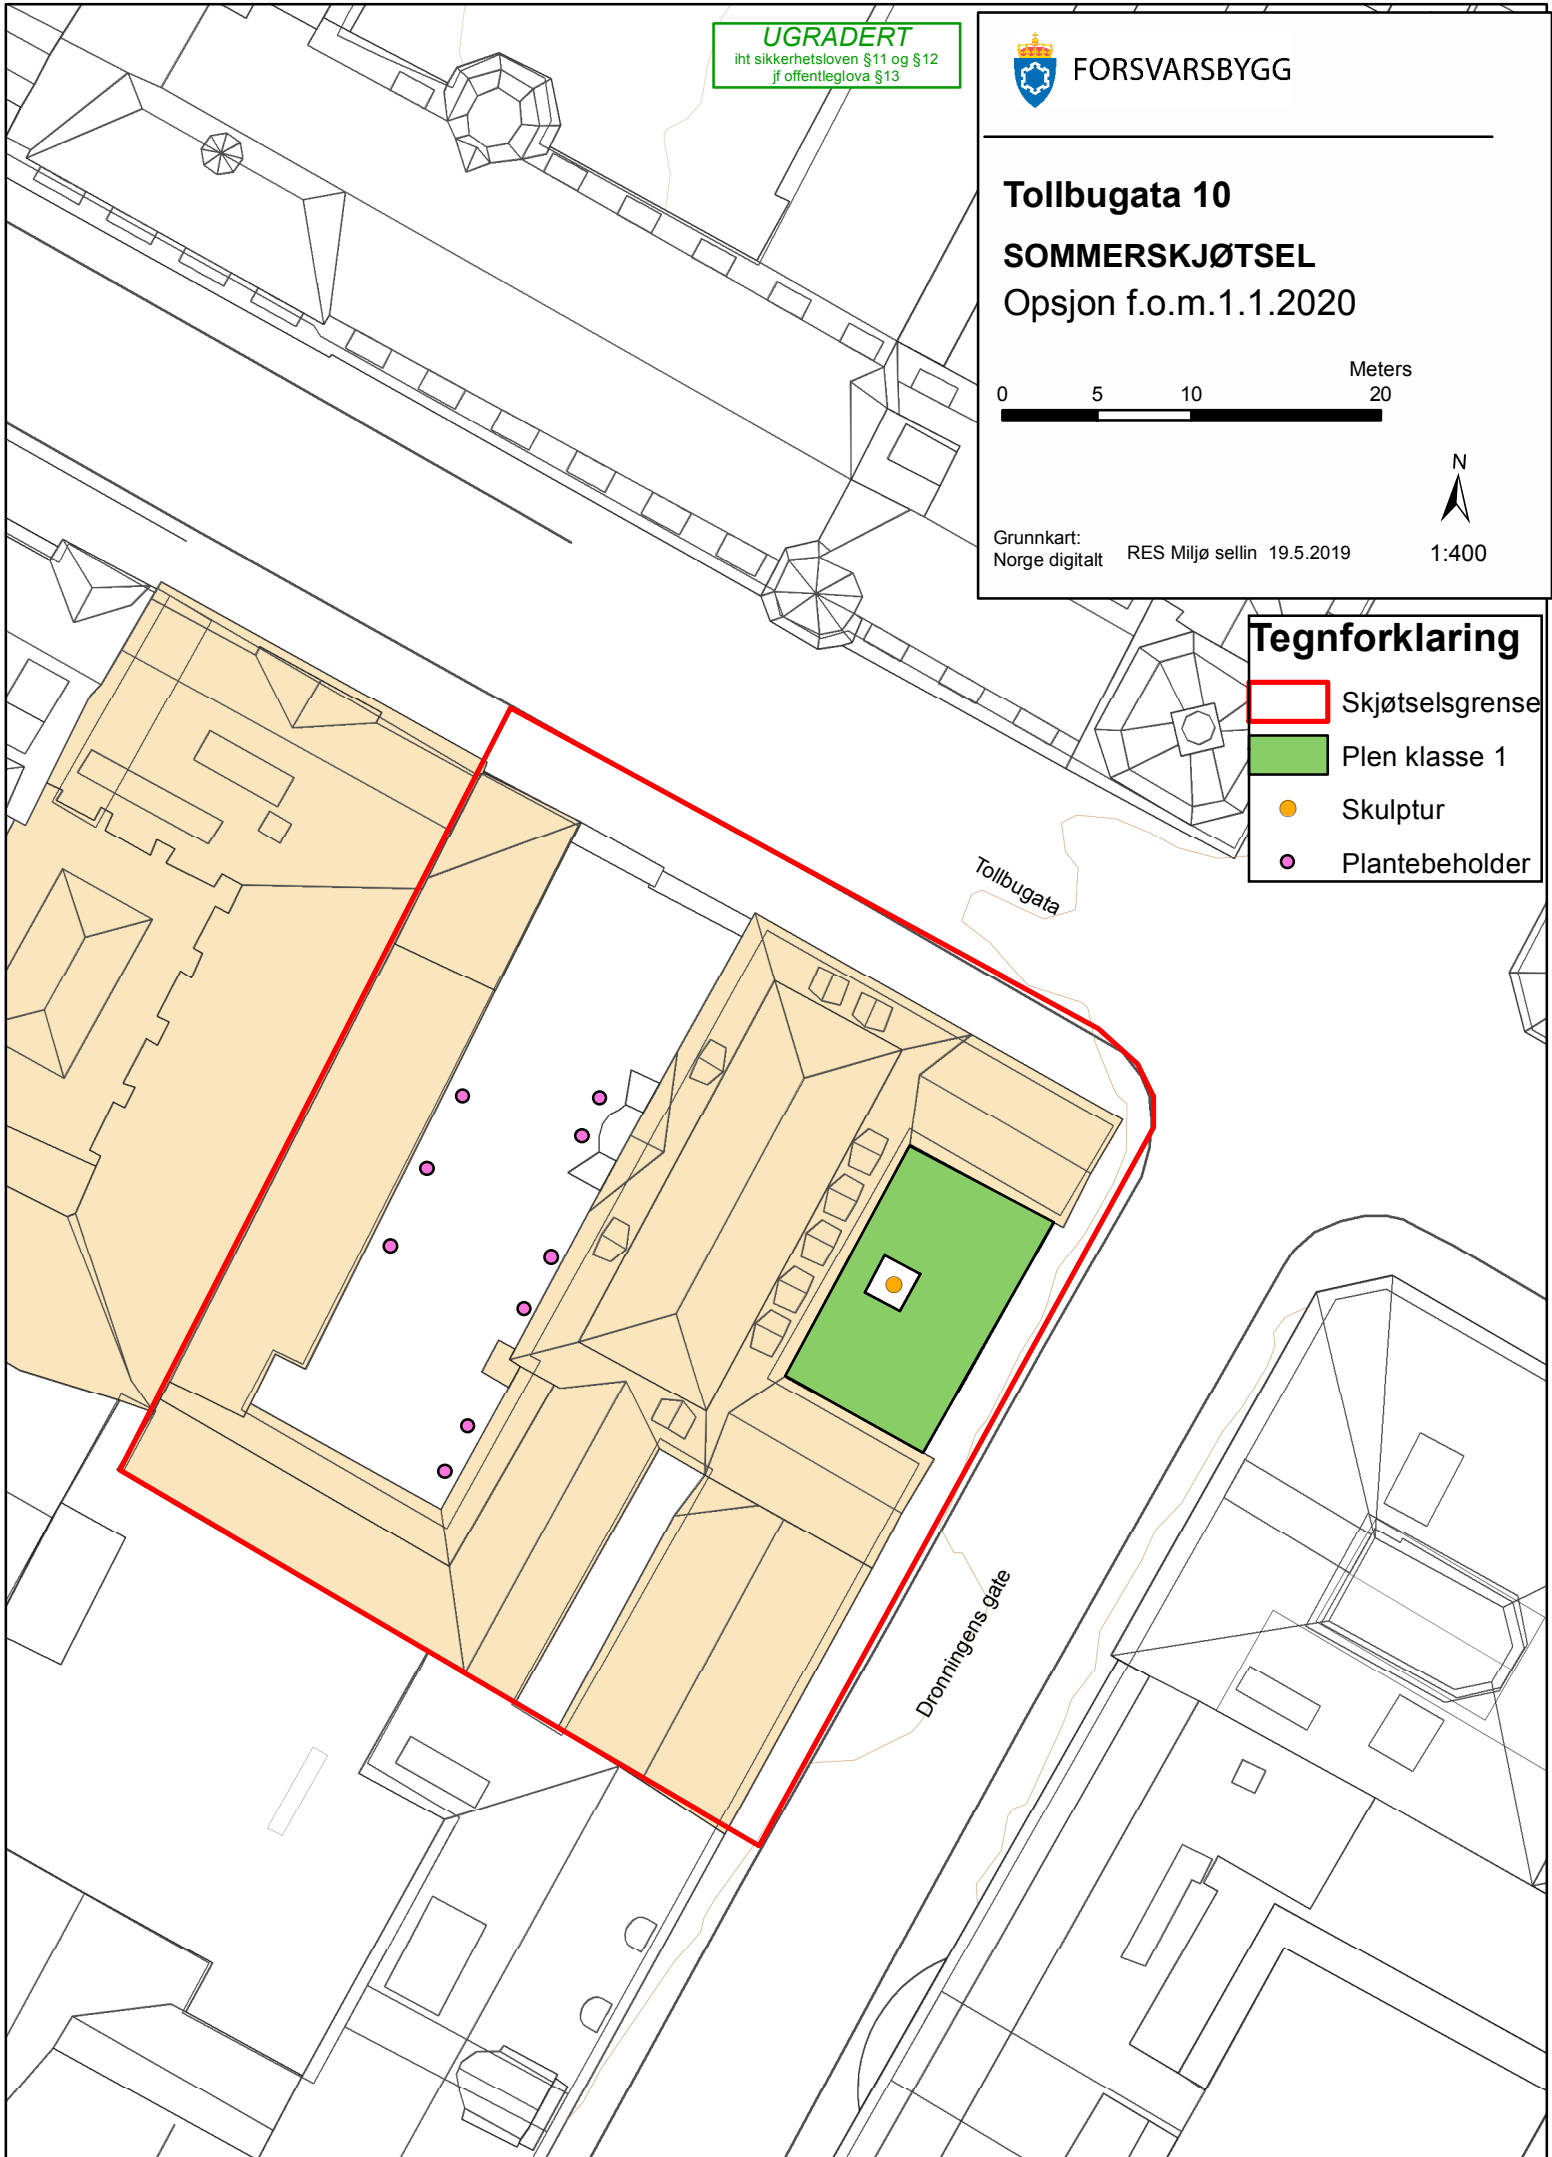 UGRADERT
iht sikkerhetsloven §11 og §12
jf offentleglova §13
FORSVARSBYGG
Tollbugata 10
SOMMERSKJØTSEL
Opsjon f.o.m.1.1.2020
Meters
0 5 10 20
N
Grunnkart:
Norge digitalt
RES Miljø sellin 19.5.2019
1:400
Tegnforklaring
Skjøtselsgrense
Plen klasse 1
Skulptur
Plantebeholder
Tollbugata
Dronningens gate